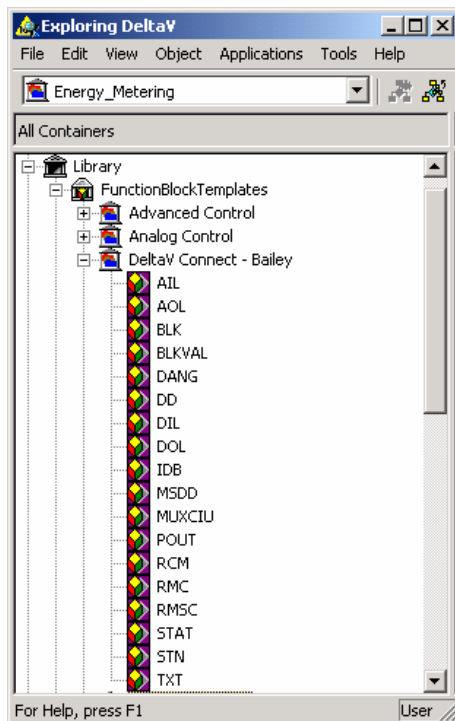 Exploring DeltaV
File Edit View Object Applications Tools Help
Energy_Metering
All Containers
Library
FunctionBlockTemplates
Advanced Control
Analog Control
DeltaV Connect - Bailey
AIL
AOL
BLK
BLKVAL
DANG
DD
DIL
DOL
IDB
MSDD
MUXCIU
POUT
RCM
RMC
RMSC
STAT
STN
TXT
For Help, press F1 User